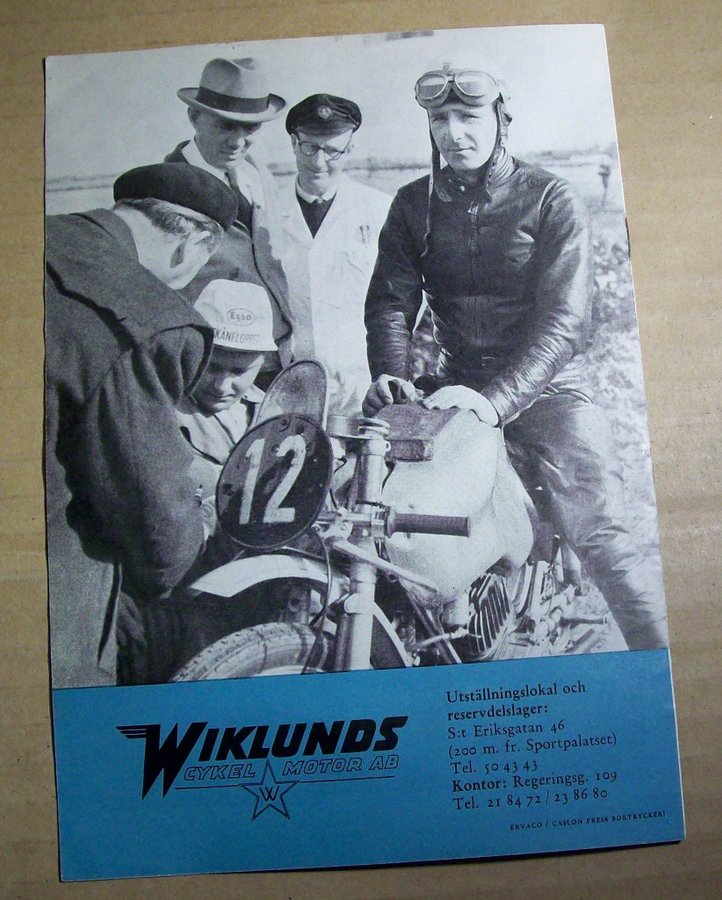 Esso
SKÅNELOPPET
12
WIKLUNDS
CYKEL MOTOR AB
W
Utställningslokal och
reservdelslager:
S:t Eriksgatan 46
(200 m. fr. Sportpalatset)
Tel. 50 43 43
Kontor: Regeringsg. 109
Tel. 21 84 72 / 23 86 80
ERVACO / CASLON PRESS BOKTRYCKERI